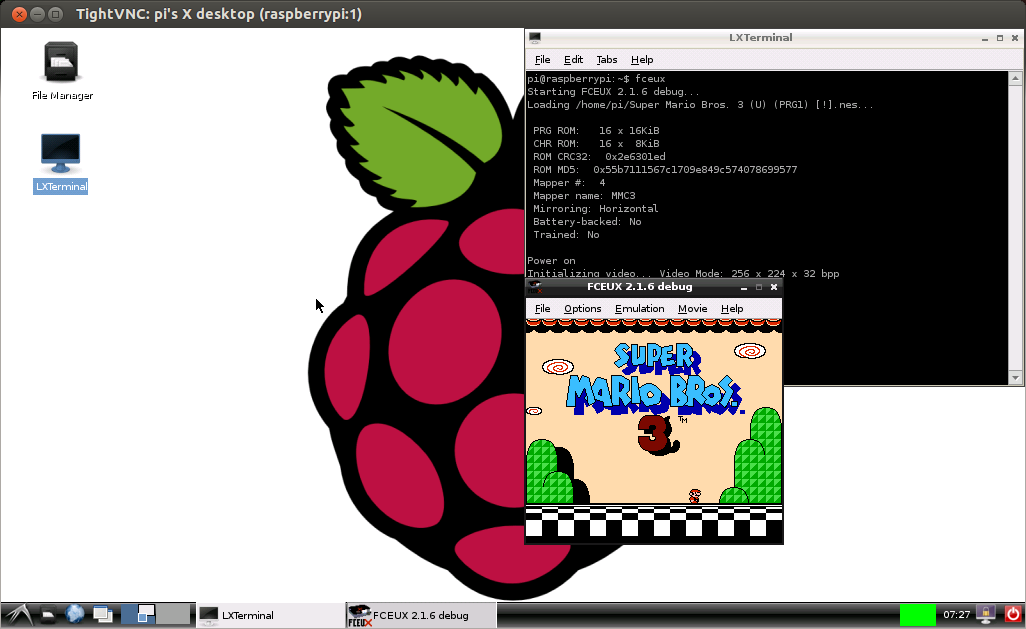 TightVNC: pi's X desktop (raspberrypi:1)
File Manager
LXTerminal
LXTerminal
File Edit Tabs Help
pi@raspberrypi:~$ fceux
Starting FCEUX 2.1.6 debug...
Loading /home/pi/Super Mario Bros. 3 (U) (PRG1) [!].nes...
PRG ROM: 16 x 16KiB
CHR ROM: 16 x 8KiB
ROM CRC32: 0x2e6301ed
ROM MD5: 0x55b7111567c1709e849c574078699577
Mapper #: 4
Mapper name: MMC3
Mirroring: Horizontal
Battery-backed: No
Trained: No
Power on
Initializing video... Video Mode: 256 x 224 x 32 bpp
FCEUX 2.1.6 debug
File Options Emulation Movie Help
SUPER
MARIO BROS.
TM
3
LXTerminal
FCEUX
FCEUX 2.1.6 debug
07:27